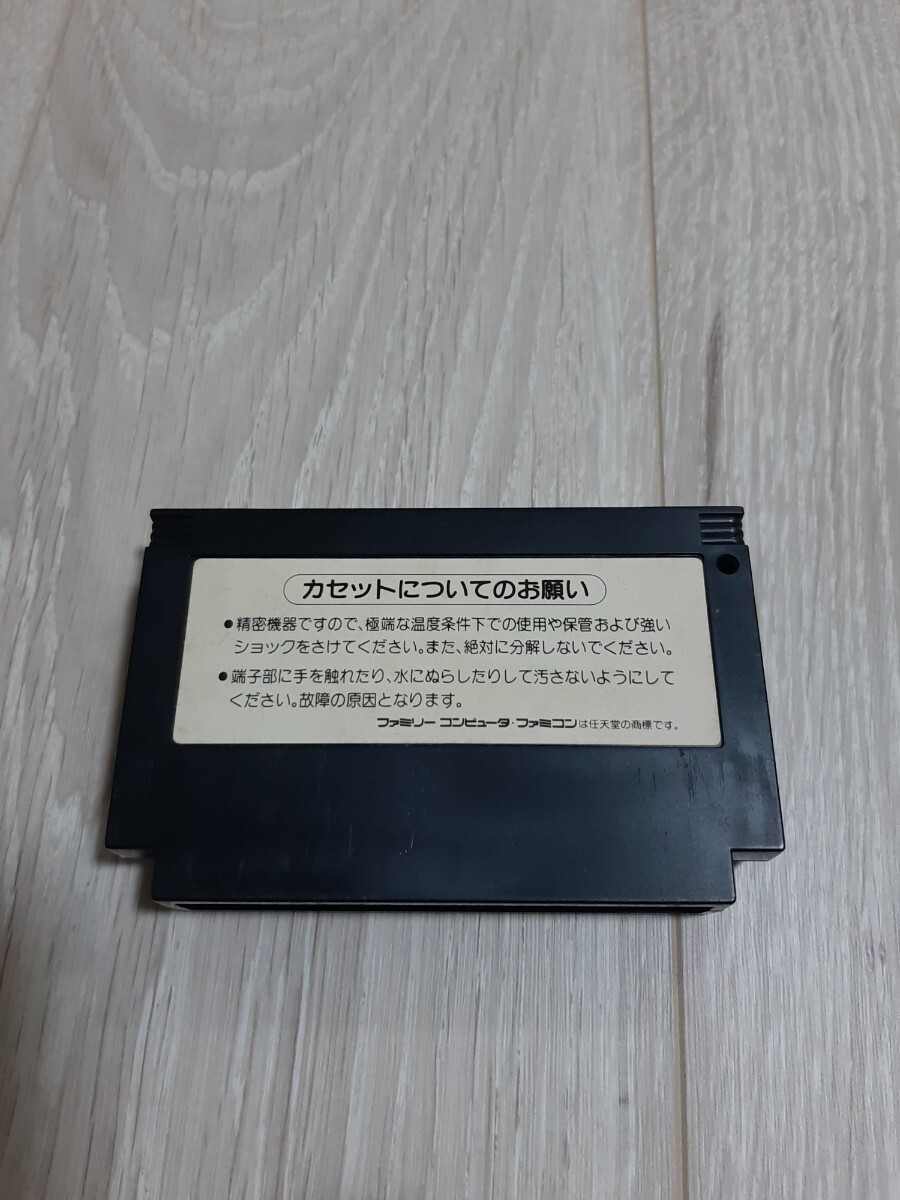 カセットについてのお願い
●精密機器ですので、極端な温度条件下での使用や保管および強い
ショックをさけてください。また、絶対に分解しないでください。
●端子部に手を触れたり、水にぬらしたりして汚さないようにして
ください。故障の原因となります。
ファミリー コンピュータ・ファミコンは任天堂の商標です。